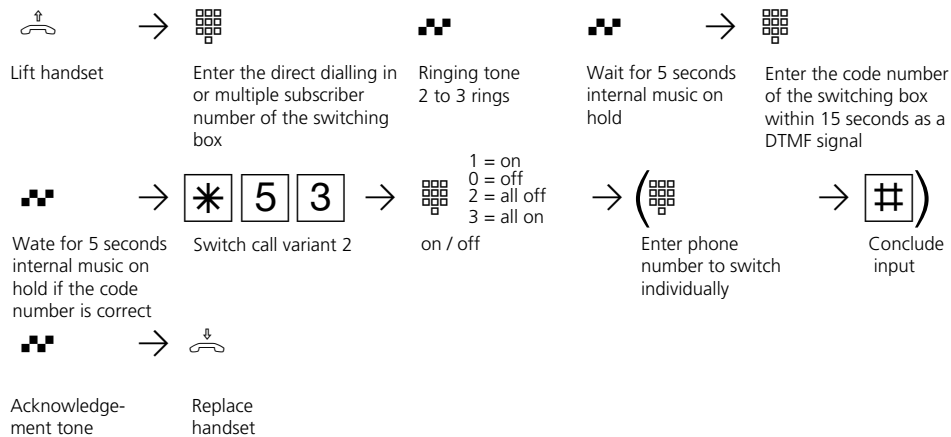 Lift handset
Enter the direct dialling in
or multiple subscriber
number of the switching
box
Ringing tone
2 to 3 rings
Wait for 5 seconds
internal music on
hold
Enter the code number
of the switching box
within 15 seconds as a
DTMF signal
Wate for 5 seconds
internal music on
hold if the code
number is correct
* 5 3
Switch call variant 2
1 = on
0 = off
2 = all off
3 = all on
on / off
(
Enter phone
number to switch
individually
# )
Conclude
input
Acknowledge-
ment tone
Replace
handset